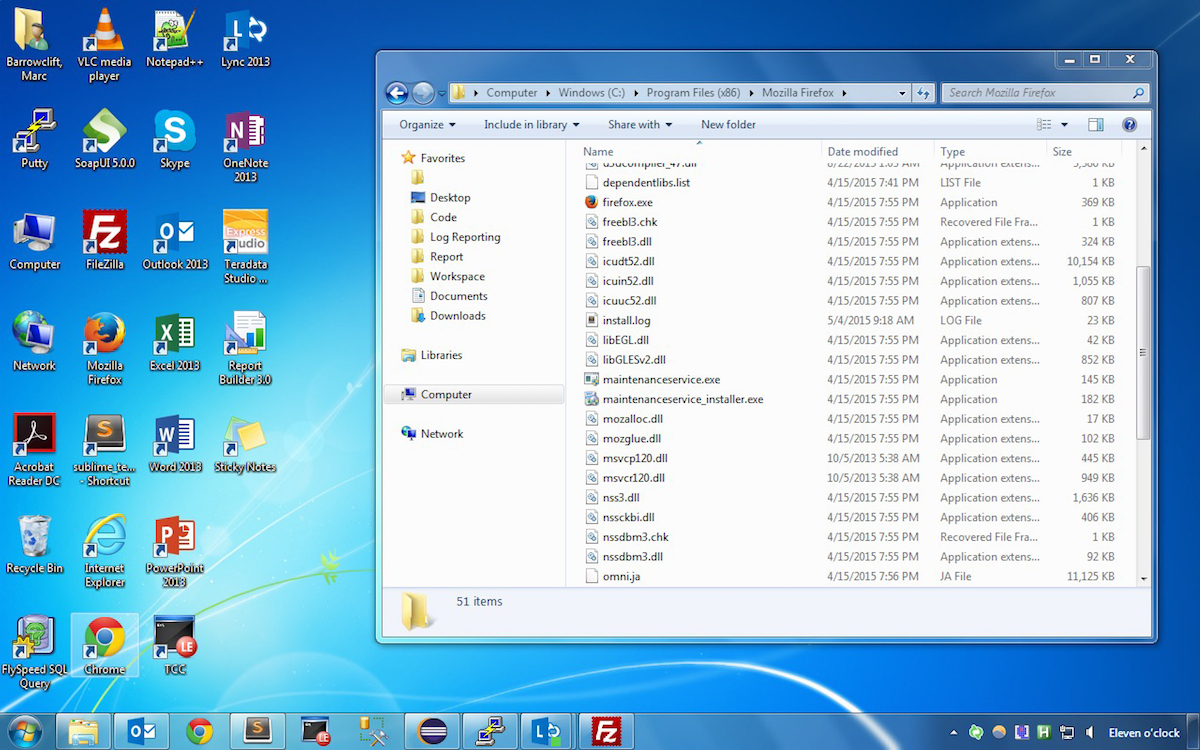 Barrowclift,
Marc
VLC media
player
Notepad++
Lync 2013
Putty
SoapUI 5.0.0
Skype
OneNote
2013
Computer
FileZilla
Outlook 2013
Teradata
Studio ...
Network
Mozilla
Firefox
Excel 2013
Report
Builder 3.0
Acrobat
Reader DC
sublime_te...
- Shortcut
Word 2013
Sticky Notes
Recycle Bin
Internet
Explorer
PowerPoint
2013
FlySpeed SQL
Query
Chrome
TCC
Computer Windows (C:) Program Files (x86) Mozilla Firefox
Search Mozilla Firefox
Organize Include in library Share with New folder
Favorites
Desktop
Code
Log Reporting
Report
Workspace
Documents
Downloads
Libraries
Computer
Network
Name Date modified Type Size
dependentlibs.list 4/15/2015 7:41 PM LIST File 1 KB
firefox.exe 4/15/2015 7:55 PM Application 369 KB
freebl3.chk 4/15/2015 7:55 PM Recovered File Fra... 1 KB
freebl3.dll 4/15/2015 7:55 PM Application extens... 324 KB
icudt52.dll 4/15/2015 7:55 PM Application extens... 10,154 KB
icuin52.dll 4/15/2015 7:55 PM Application extens... 1,055 KB
icuuc52.dll 4/15/2015 7:55 PM Application extens... 807 KB
install.log 5/4/2015 9:18 AM LOG File 23 KB
libEGL.dll 4/15/2015 7:55 PM Application extens... 42 KB
libGLESv2.dll 4/15/2015 7:55 PM Application extens... 852 KB
maintenanceservice.exe 4/15/2015 7:55 PM Application 145 KB
maintenanceservice_installer.exe 4/15/2015 7:55 PM Application 182 KB
mozalloc.dll 4/15/2015 7:55 PM Application extens... 17 KB
mozglue.dll 4/15/2015 7:55 PM Application extens... 102 KB
msvcp120.dll 10/5/2013 5:38 AM Application extens... 445 KB
msvcr120.dll 10/5/2013 5:38 AM Application extens... 949 KB
nss3.dll 4/15/2015 7:55 PM Application extens... 1,636 KB
nssckbi.dll 4/15/2015 7:55 PM Application extens... 406 KB
nssdbm3.chk 4/15/2015 7:55 PM Recovered File Fra... 1 KB
nssdbm3.dll 4/15/2015 7:55 PM Application extens... 92 KB
omni.ja 4/15/2015 7:56 PM JA File 11,125 KB
51 items
Eleven o'clock